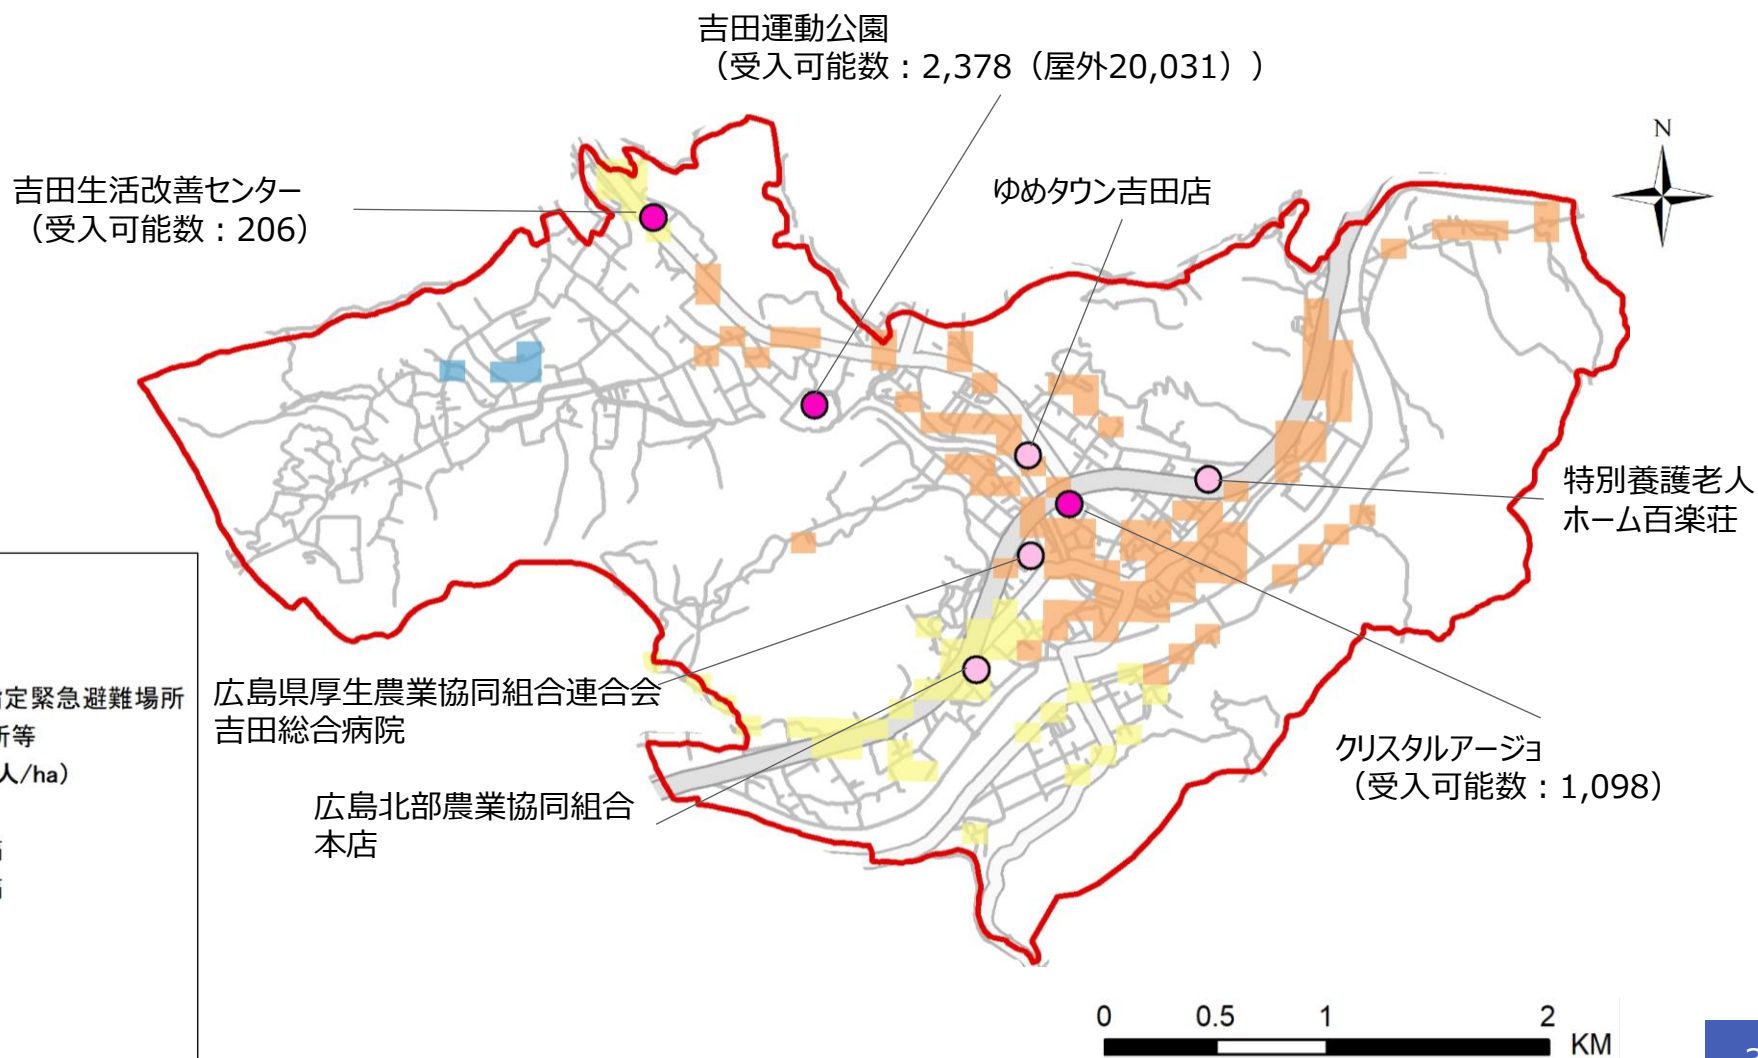 吉田運動公園
（受入可能数：2,378（屋外20,031））
N
吉田生活改善センター
（受入可能数：206）
ゆめタウン吉田店
特別養護老人
ホーム百楽荘
定緊急避難場所
所等
人/ha）
広島県厚生農業協同組合連合会
吉田総合病院
クリスタルアージョ
（受入可能数：1,098）
広島北部農業協同組合
本店
0 0.5 1 2
KM